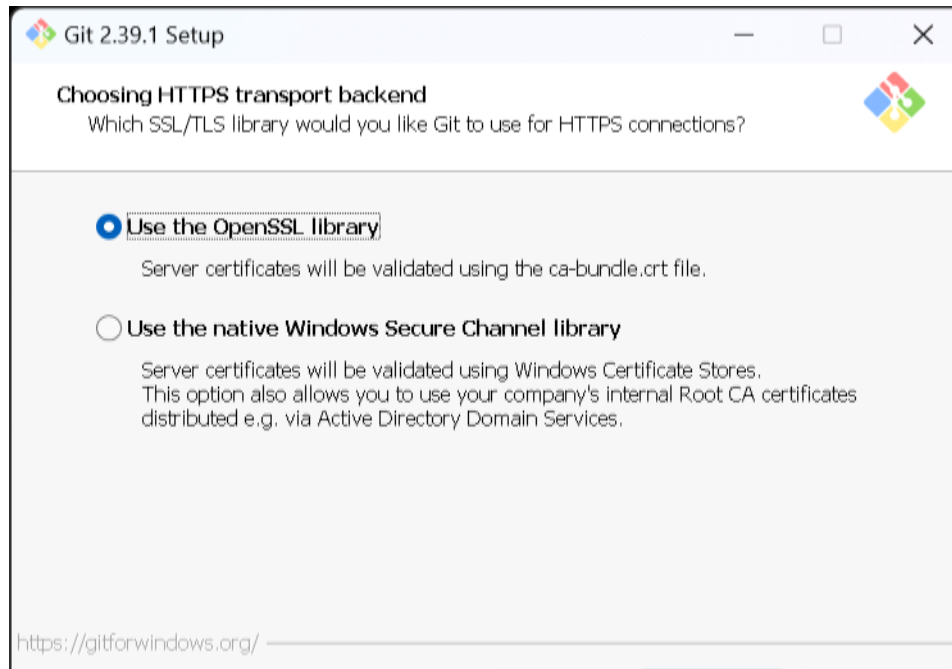 Git 2.39.1 Setup
Choosing HTTPS transport backend
Which SSL/TLS library would you like Git to use for HTTPS connections?
Use the OpenSSL library
Server certificates will be validated using the ca-bundle.crt file.
Use the native Windows Secure Channel library
Server certificates will be validated using Windows Certificate Stores.
This option also allows you to use your company's internal Root CA certificates
distributed e.g. via Active Directory Domain Services.
https://gitforwindows.org/